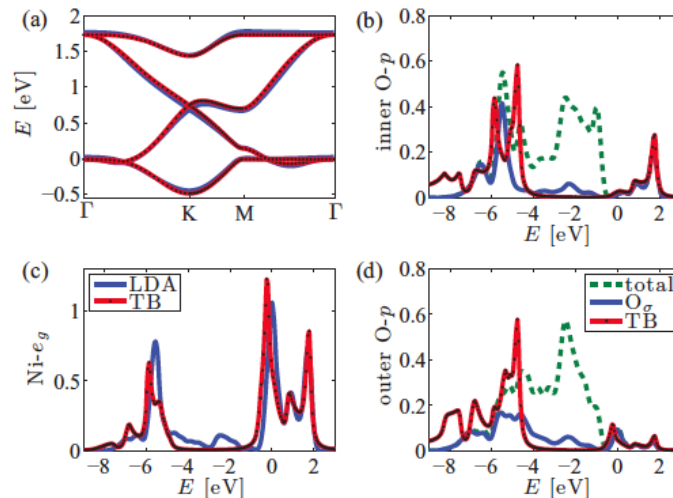 (a)
2
1.5
1
0.5
0
−0.5
E [eV]
Γ
K
M
Γ
(b)
0.8
0.6
0.4
0.2
0
inner O-p
−8
−6
−4
−2
0
2
E [eV]
(c)
LDA
TB
1
0.5
0
Ni-e_g
−8
−6
−4
−2
0
2
E [eV]
(d)
total
O_σ
TB
0.8
0.6
0.4
0.2
0
outer O-p
−8
−6
−4
−2
0
2
E [eV]